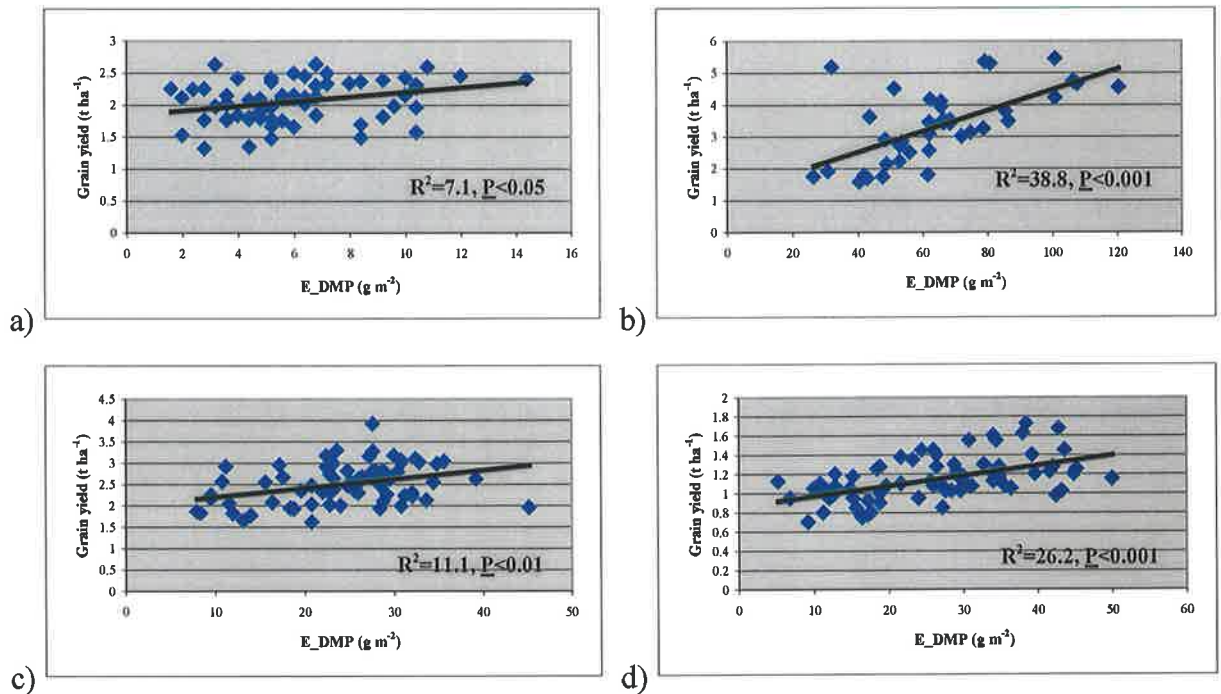 3
2.5
2
1.5
1
0.5
0
Grain yield (t ha⁻¹)
R²=7.1, P<0.05
0 2 4 6 8 10 12 14 16
E_DMP (g m⁻²)
a)
6
5
4
3
2
1
0
Grain yield (t ha⁻¹)
R²=38.8, P<0.001
0 20 40 60 80 100 120 140
E_DMP (g m⁻²)
b)
4.5
4
3.5
3
2.5
2
1.5
1
0.5
0
Grain yield (t ha⁻¹)
R²=11.1, P<0.01
0 10 20 30 40 50
E_DMP (g m⁻²)
c)
2
1.8
1.6
1.4
1.2
1
0.8
0.6
0.4
0.2
0
Grain yield (t ha⁻¹)
R²=26.2, P<0.001
0 10 20 30 40 50 60
E_DMP (g m⁻²)
d)